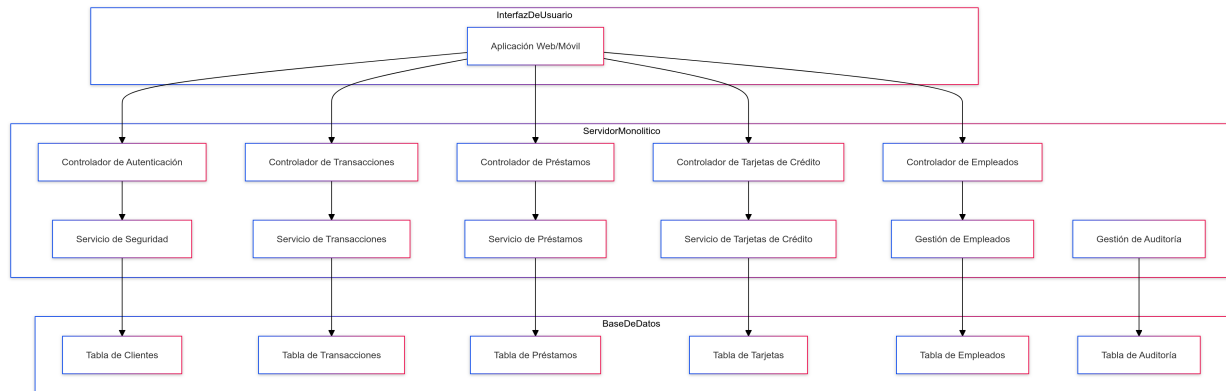 InterfazDeUsuario
Aplicación Web/Móvil
ServidorMonolitico
Controlador de Autenticación
Controlador de Transacciones
Controlador de Préstamos
Controlador de Tarjetas de Crédito
Controlador de Empleados
Servicio de Seguridad
Servicio de Transacciones
Servicio de Préstamos
Servicio de Tarjetas de Crédito
Gestión de Empleados
Gestión de Auditoría
BaseDeDatos
Tabla de Clientes
Tabla de Transacciones
Tabla de Préstamos
Tabla de Tarjetas
Tabla de Empleados
Tabla de Auditoría